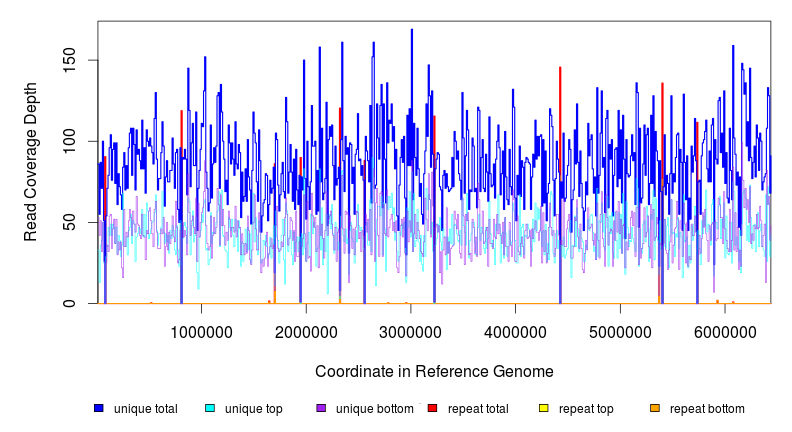 Read Coverage Depth
150
100
50
0
1000000 2000000 3000000 4000000 5000000 6000000
Coordinate in Reference Genome
unique total unique top unique bottom repeat total repeat top repeat bottom